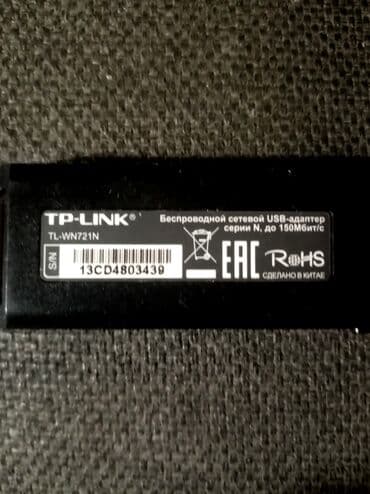 TP-LINK®
Беспроводной сетевой USB-адаптер
серии N, до 150Мбит/с
TL-WN721N
S/N
13CD4803439
EAC
RoHS
СДЕЛАНО В КИТАЕ